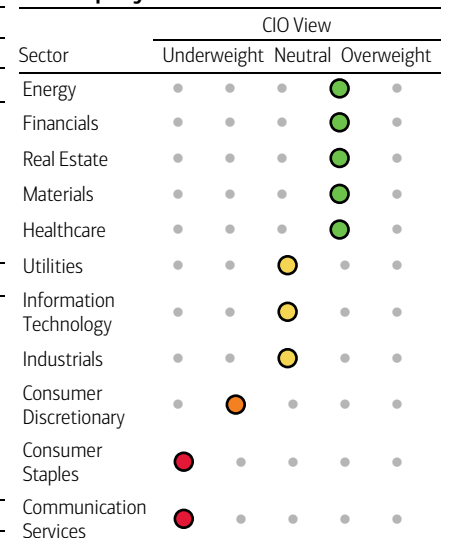 CIO View
Sector Underweight Neutral Overweight
Energy
Financials
Real Estate
Materials
Healthcare
Utilities
Information
Technology
Industrials
Consumer
Discretionary
Consumer
Staples
Communication
Services